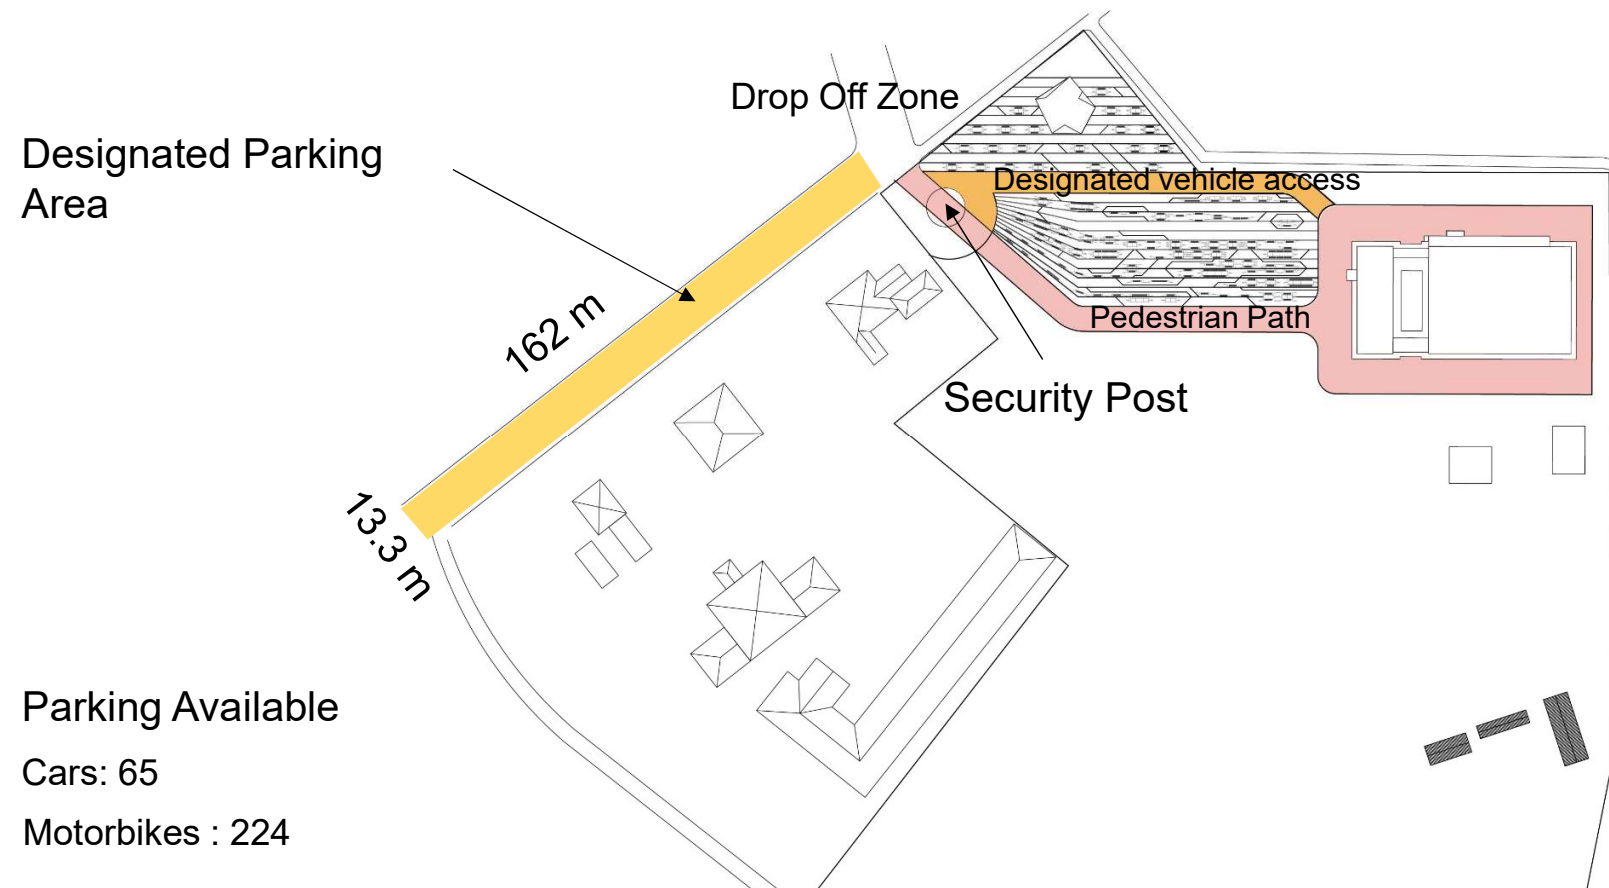 Drop Off Zone
Designated Parking
Area
Designated vehicle access
162 m
Pedestrian Path
Security Post
13.3 m
Parking Available
Cars: 65
Motorbikes : 224